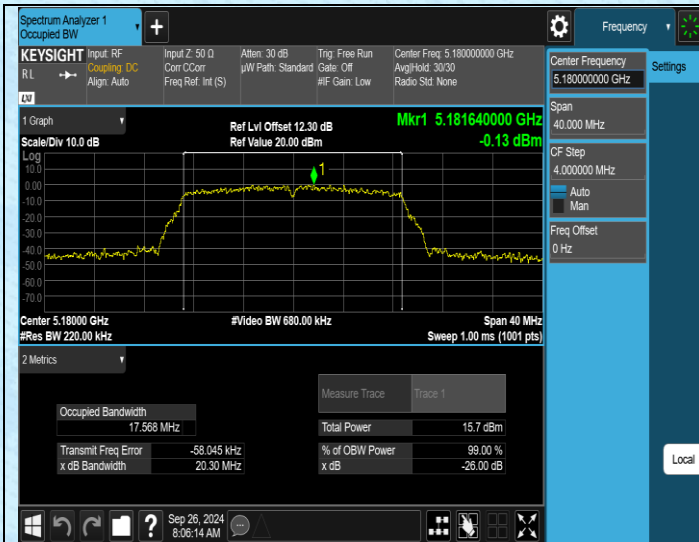 Spectrum Analyzer 1
Occupied BW
+
Frequency
KEYSIGHT
RL
LXI
Input: RF
Coupling: DC
Align: Auto
Input Z: 50 Ω
Corr CCorr
Freq Ref: Int (S)
Atten: 30 dB
µW Path: Standard
Trig: Free Run
Gate: Off
#IF Gain: Low
Center Freq: 5.180000000 GHz
Avg|Hold: 30/30
Radio Std: None
Center Frequency
5.180000000 GHz
Settings
Span
40.000 MHz
CF Step
4.000000 MHz
Auto
Man
Freq Offset
0 Hz
Local
1 Graph
Scale/Div 10.0 dB
Ref Lvl Offset 12.30 dB
Ref Value 20.00 dBm
Mkr1 5.181640000 GHz
-0.13 dBm
Log
10.0
0.00
-10.0
-20.0
-30.0
-40.0
-50.0
-60.0
-70.0
1
Center 5.18000 GHz
#Res BW 220.00 kHz
#Video BW 680.00 kHz
Span 40 MHz
Sweep 1.00 ms (1001 pts)
2 Metrics
Measure Trace
Trace 1
Occupied Bandwidth
17.568 MHz
Total Power
15.7 dBm
Transmit Freq Error
-58.045 kHz
% of OBW Power
99.00 %
x dB Bandwidth
20.30 MHz
x dB
-26.00 dB
?
Sep 26, 2024
8:06:14 AM